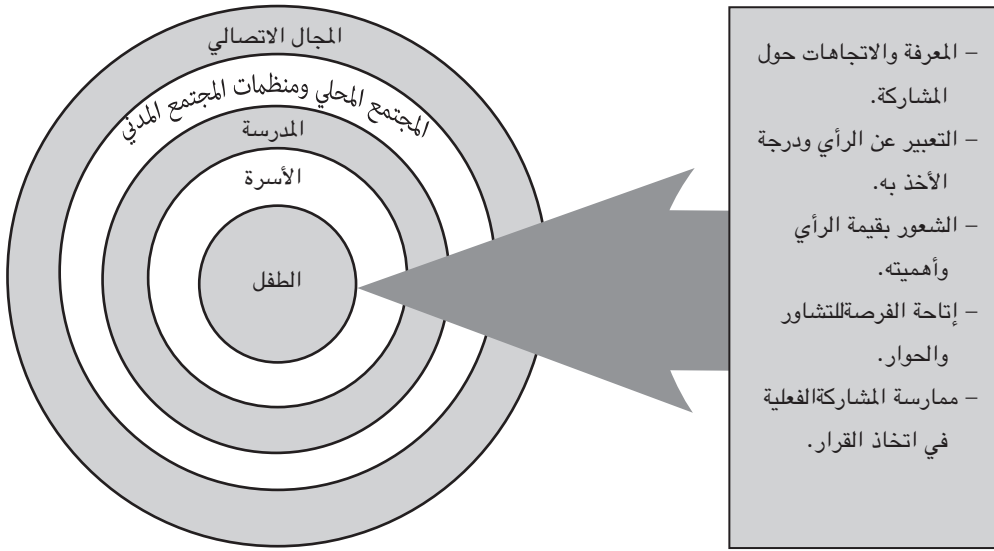 المجال الاتصالي
المجتمع المحلي ومنظمات المجتمع المدني
المدرسة
الأسرة
الطفل
– المعرفة والاتجاهات حول
المشاركة.
– التعبير عن الرأي ودرجة
الأخذ به.
– الشعور بقيمة الرأي
وأهميته.
– إتاحة الفرصةللتشاور
والحوار.
– ممارسة المشاركةالفعلية
في اتخاذ القرار.